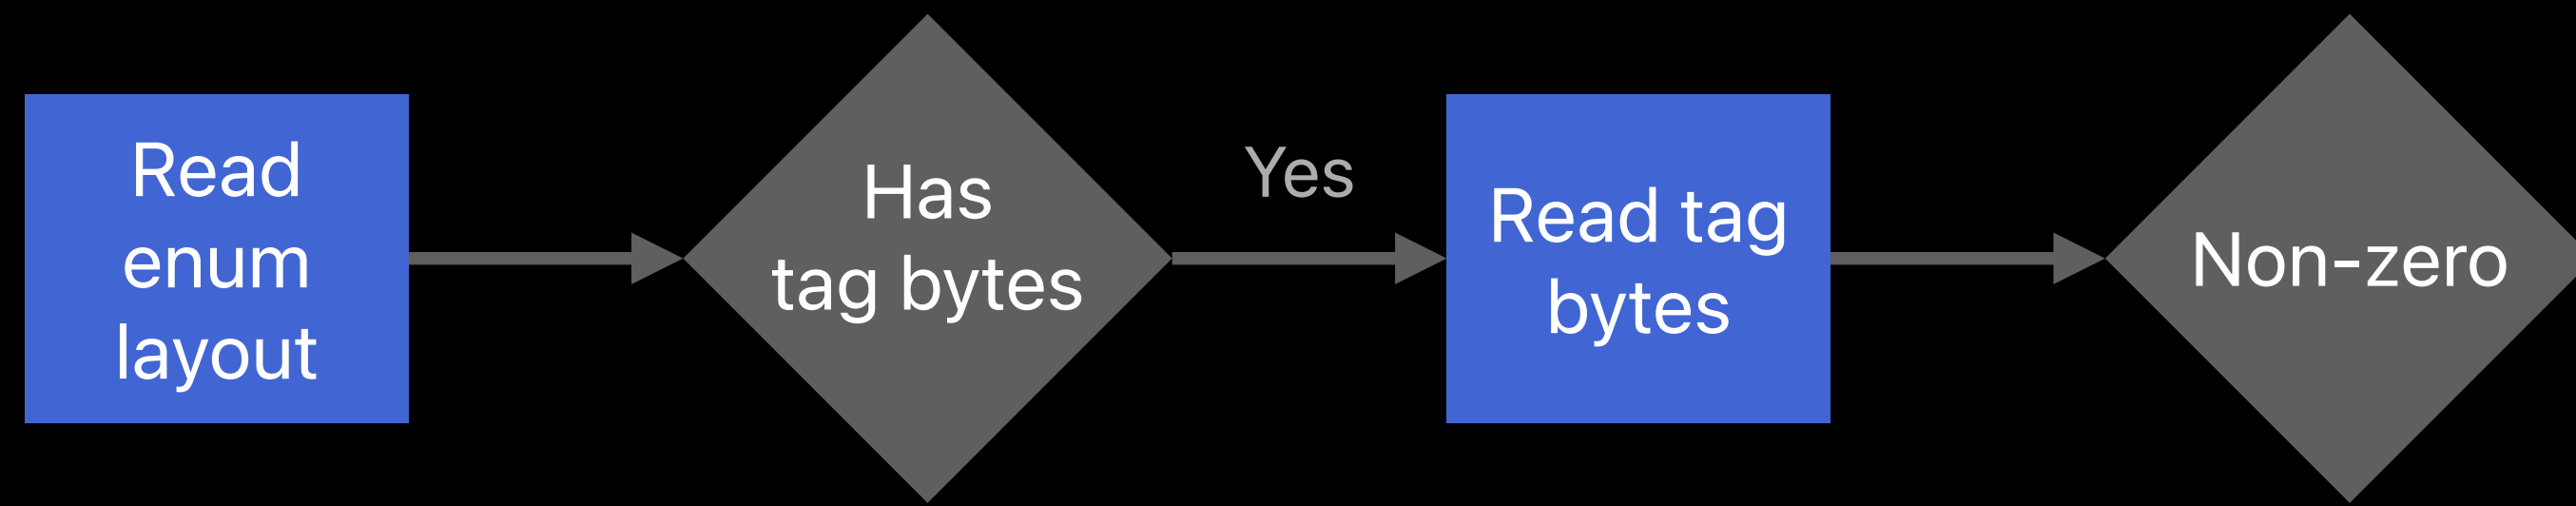 Read
enum
layout
Has
tag bytes
Yes
Read tag
bytes
Non-zero